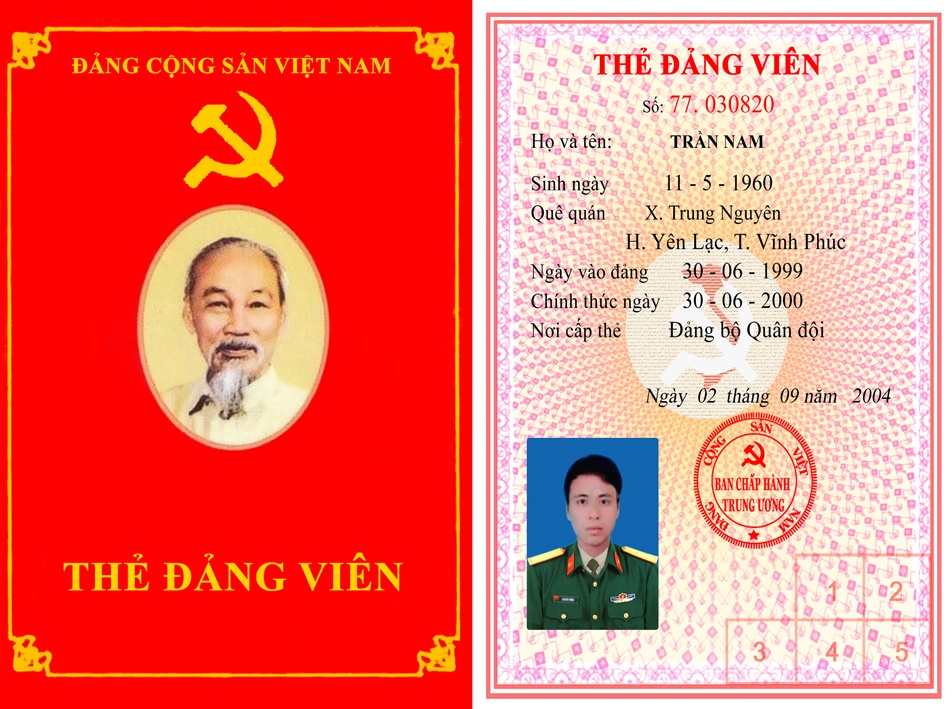 ĐẢNG CỘNG SẢN VIỆT NAM
THẺ ĐẢNG VIÊN
THẺ ĐẢNG VIÊN
Số: 77. 030820
Họ và tên: TRẦN NAM
Sinh ngày 11 - 5 - 1960
Quê quán X. Trung Nguyên
H. Yên Lạc, T. Vĩnh Phúc
Ngày vào đảng 30 - 06 - 1999
Chính thức ngày 30 - 06 - 2000
Nơi cấp thẻ Đảng bộ Quân đội
Ngày 02 tháng 09 năm 2004
ĐẢNG CỘNG SẢN VIỆT NAM
BAN CHẤP HÀNH
TRUNG ƯƠNG
1 2
3 4 5